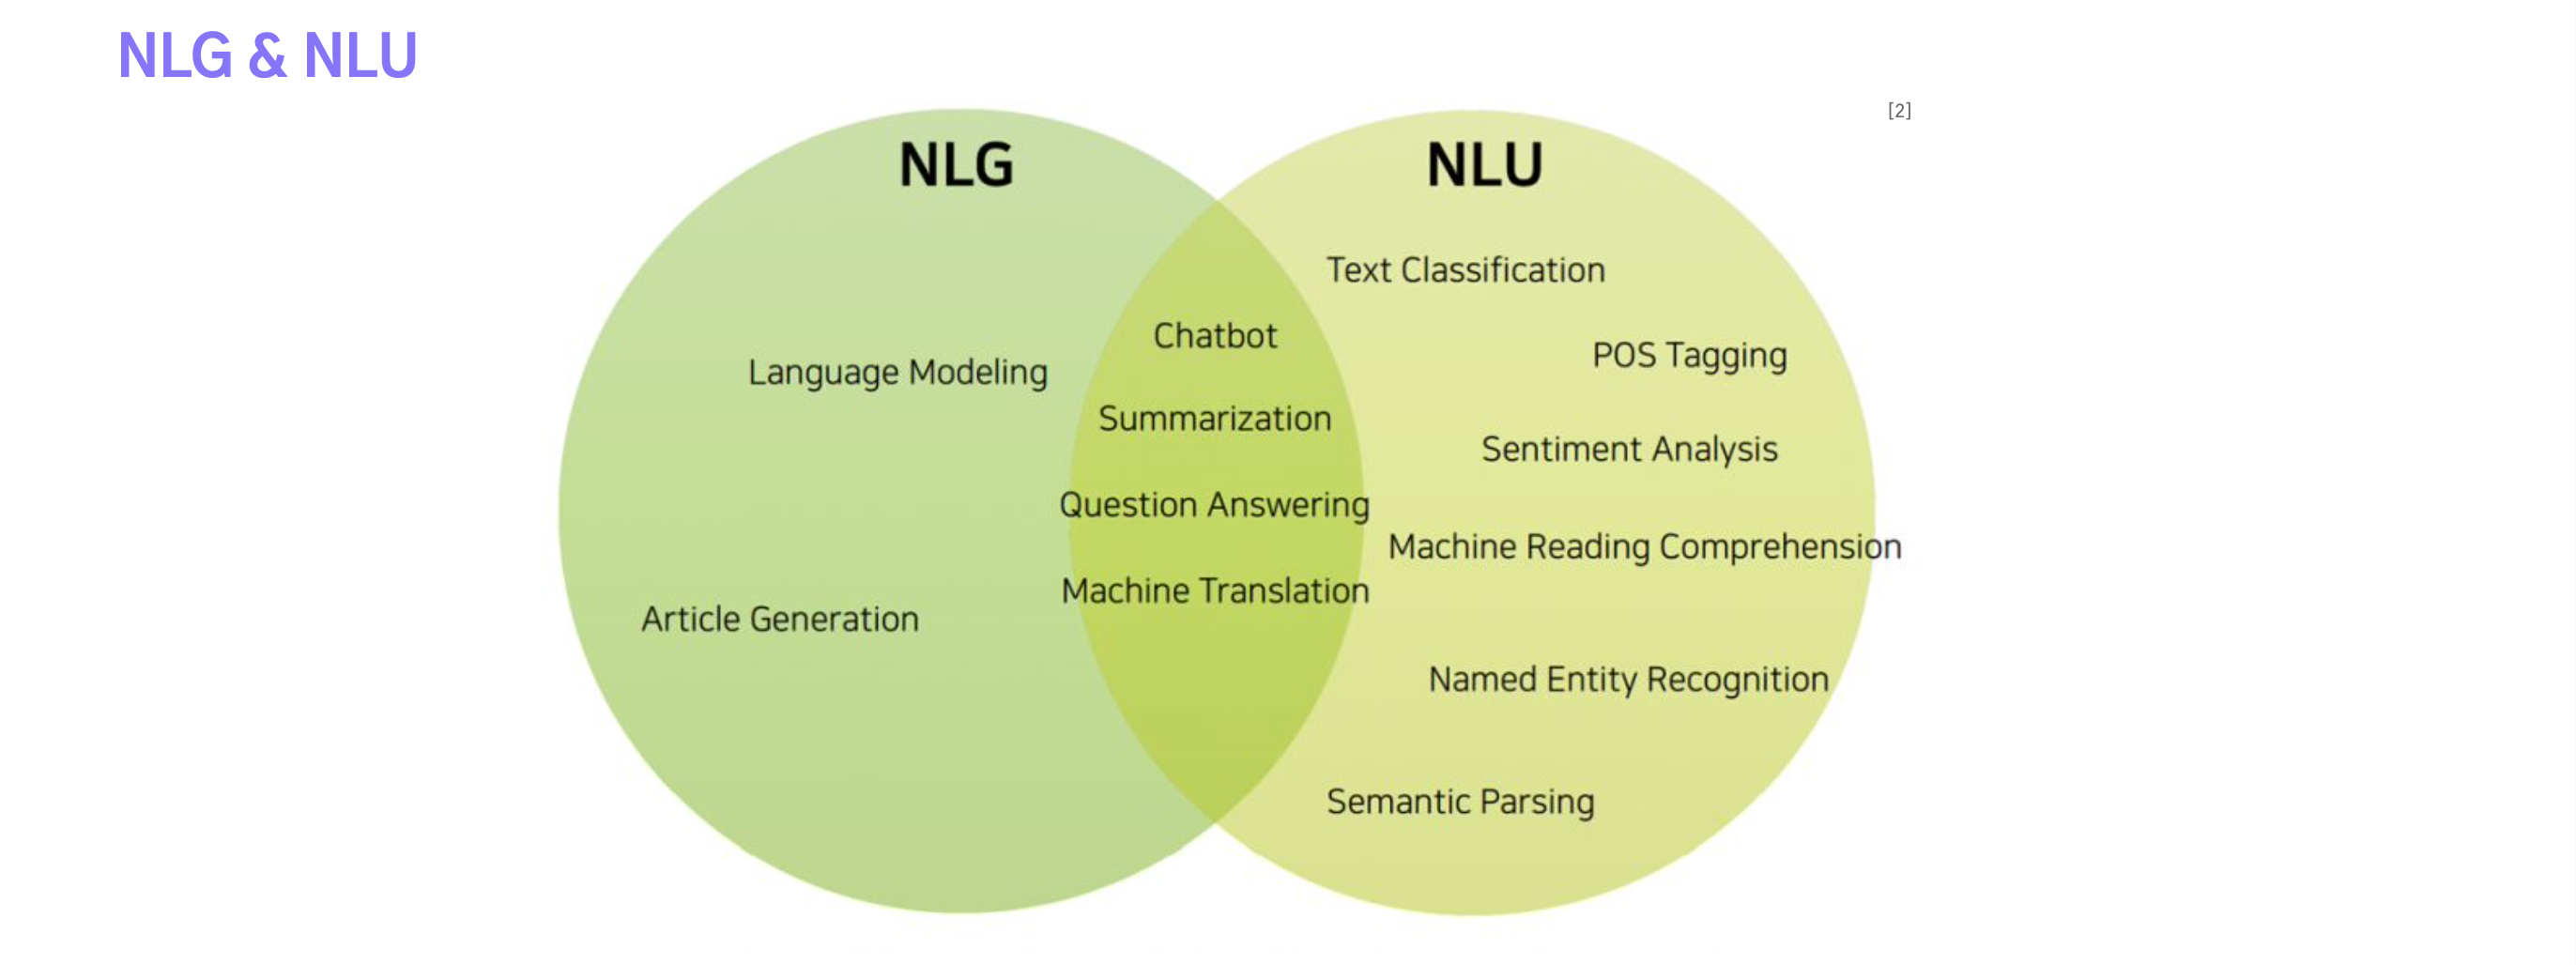 NLG & NLU
[2]
NLG
NLU
Text Classification
Chatbot
POS Tagging
Language Modeling
Summarization
Sentiment Analysis
Question Answering
Machine Reading Comprehension
Machine Translation
Article Generation
Named Entity Recognition
Semantic Parsing